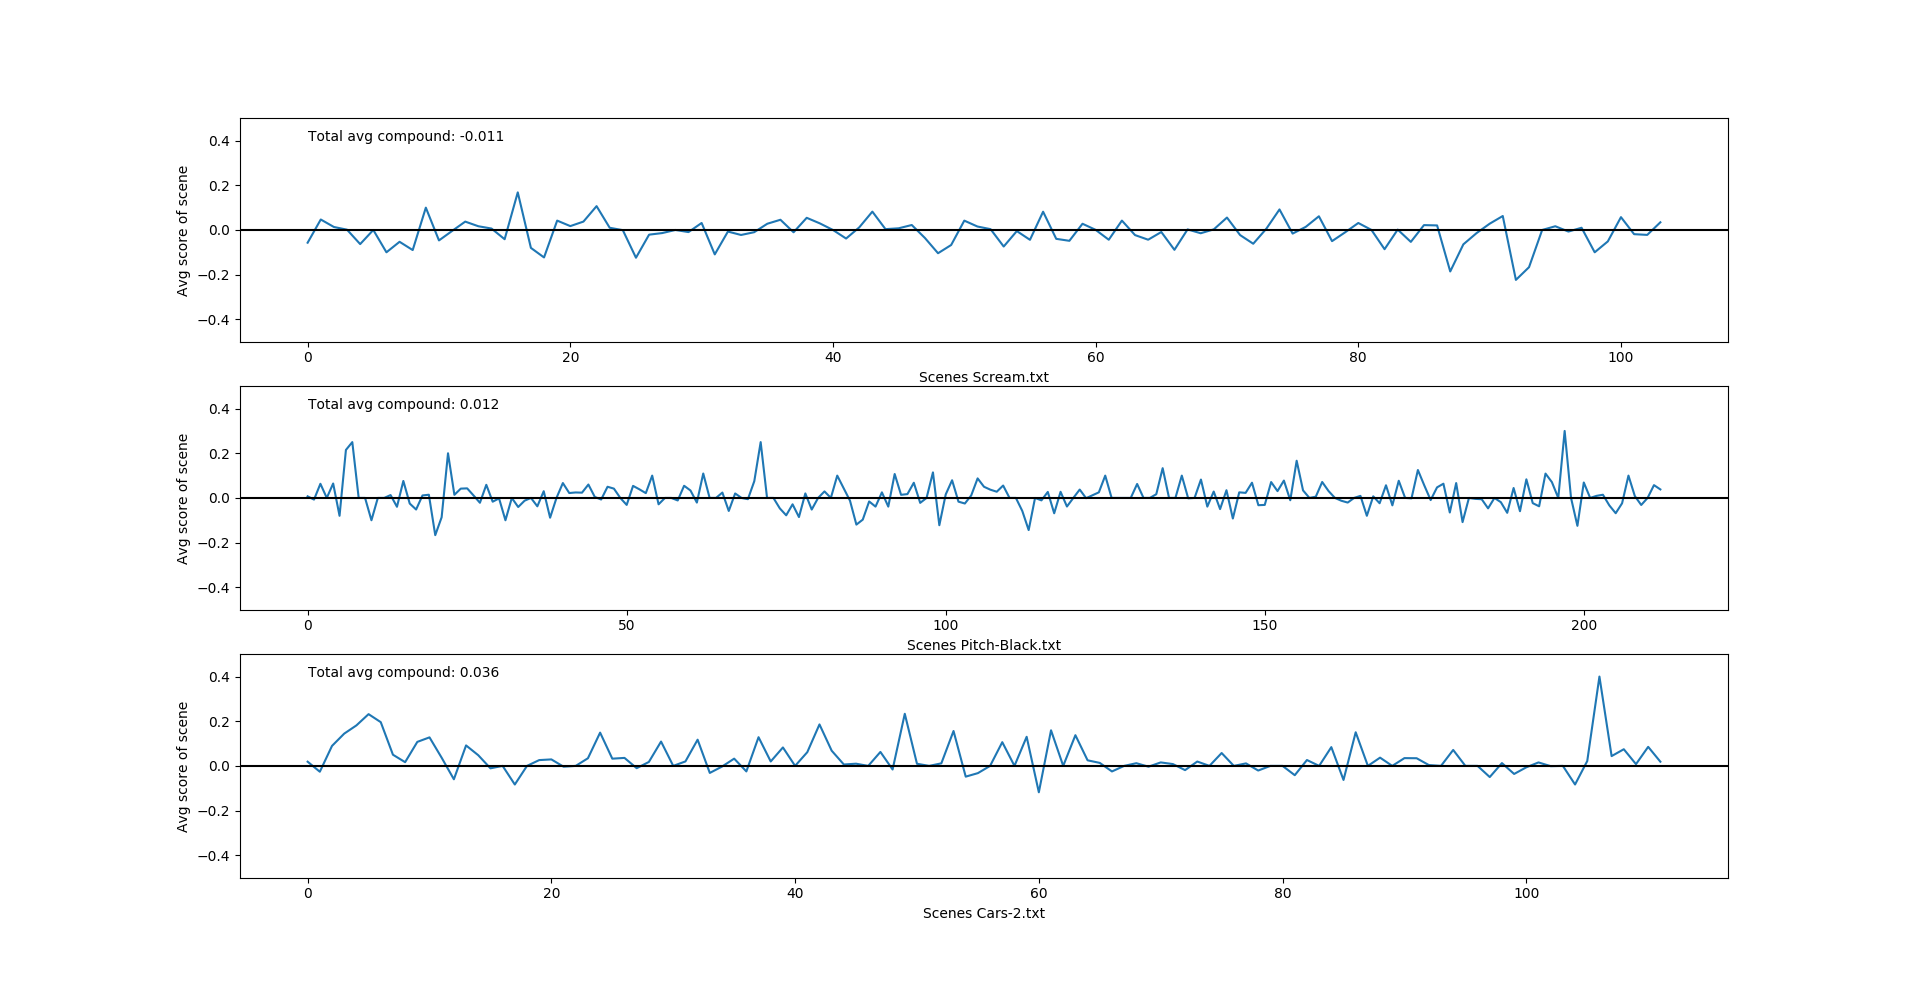 Total avg compound: -0.011
Avg score of scene
0.4
0.2
0.0
−0.2
−0.4
0 20 40 60 80 100
Scenes Scream.txt
Total avg compound: 0.012
Avg score of scene
0.4
0.2
0.0
−0.2
−0.4
0 50 100 150 200
Scenes Pitch-Black.txt
Total avg compound: 0.036
Avg score of scene
0.4
0.2
0.0
−0.2
−0.4
0 20 40 60 80 100
Scenes Cars-2.txt